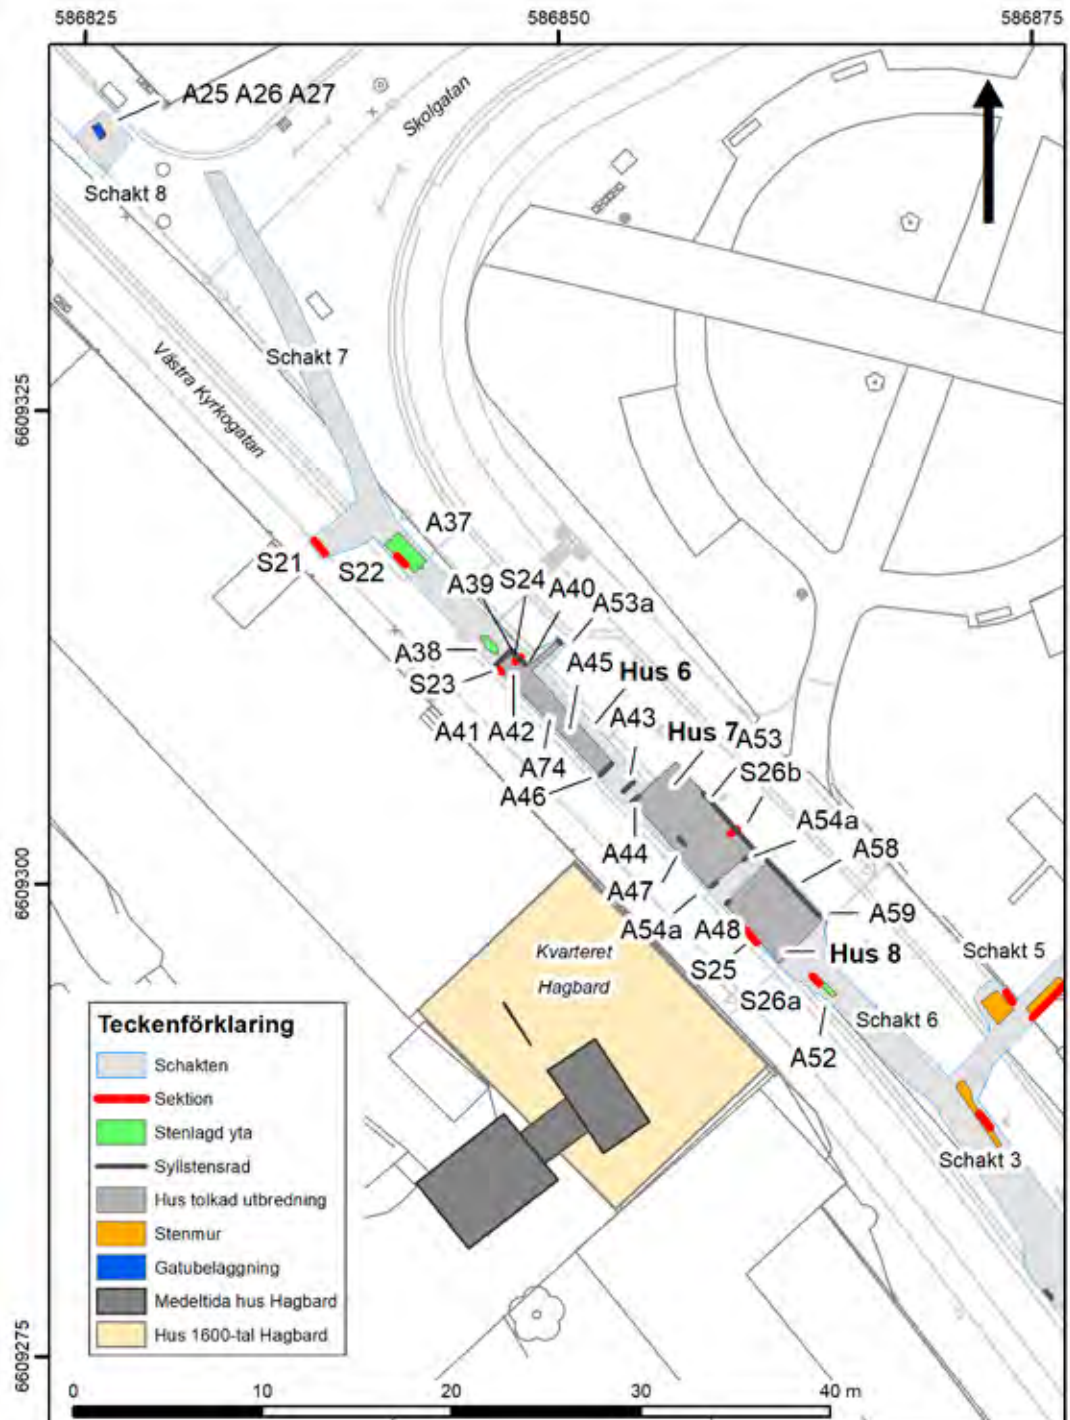 586825
586850
586875
A25 A26 A27
Skolgatan
Schakt 8
Schakt 7
Västra Kyrkogatan
6609325
A37
S21
S22
A39
S24
A40
A53a
A38
A45
S23
Hus 6
A41
A42
A43
Hus 7
A53
A74
S26b
A46
A54a
A44
A58
6609300
A47
A59
A54a
A48
Kvarteret
Hagbard
S25
Hus 8
Schakt 5
S26a
Schakt 6
A52
Schakt 3
Teckenförklaring
Schakten
Sektion
Stenlagd yta
Syllstensrad
Hus tolkad utbredning
Stenmur
Gatubeläggning
Medeltida hus Hagbard
Hus 1600-tal Hagbard
6609275
0 10 20 30 40 m